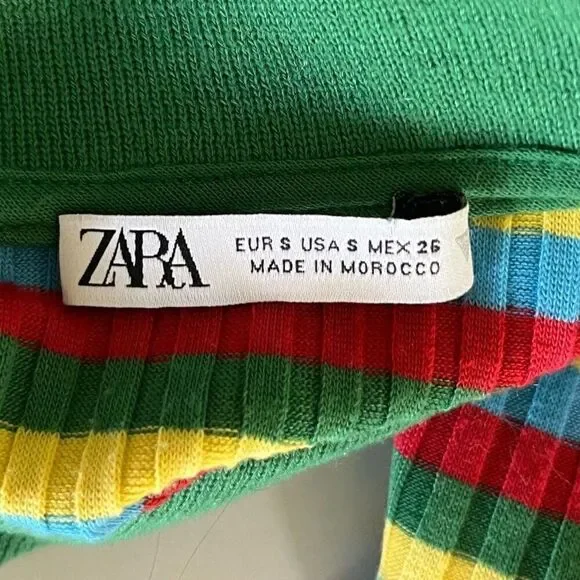 ZARA
EUR S USA S MEX 26
MADE IN MOROCCO